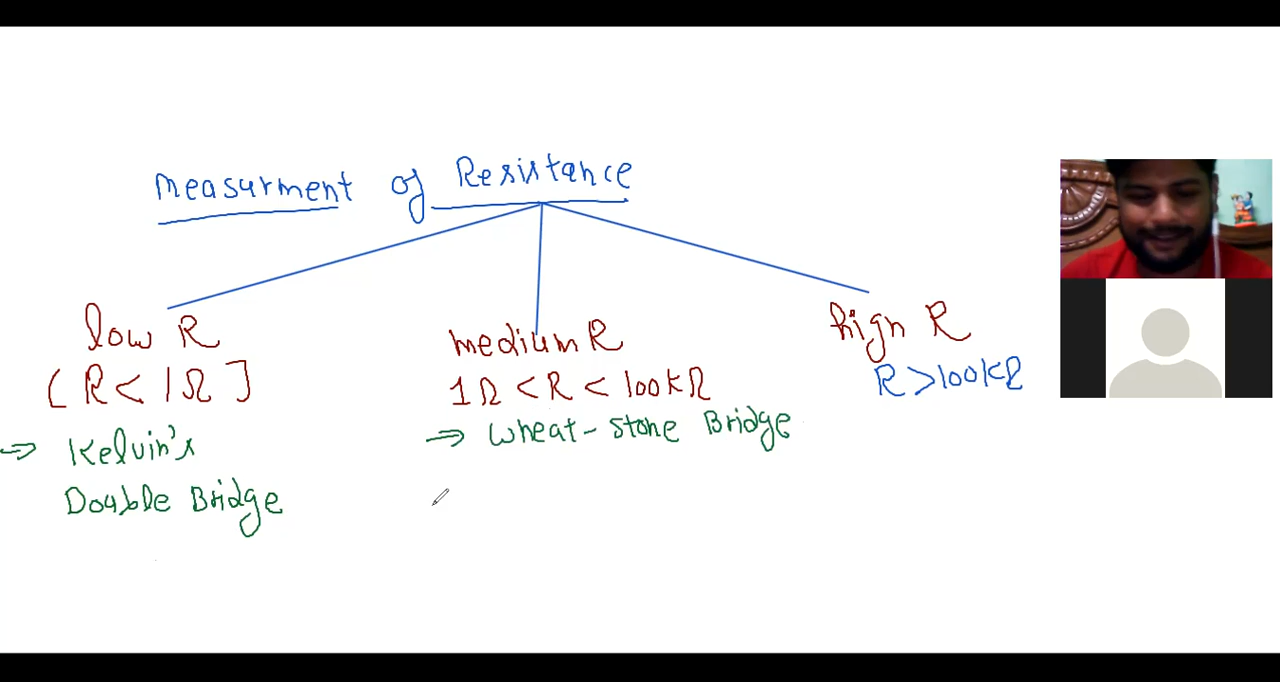 measurment of Resistance
low R
(R < 1Ω]
⇒ Kelvin's
Double Bridge
medium R
1Ω < R < 100KΩ
⇒ Wheat-stone Bridge
high R
R > 100KΩ